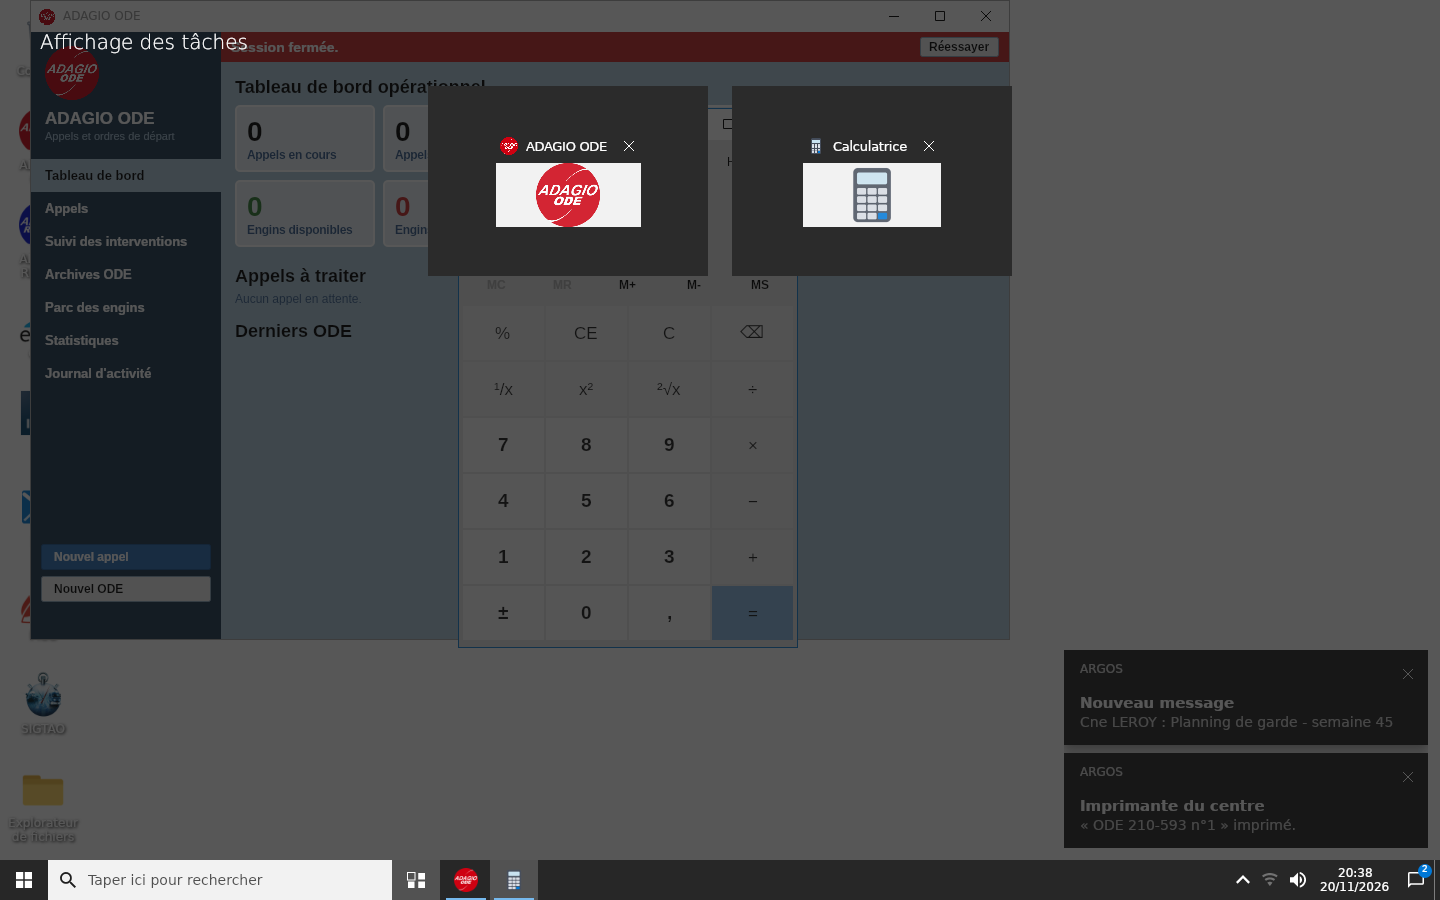 ADAGIO ODE
Affichage des tâches
Session fermée.
Réessayer
ADAGIO
ODE
ADAGIO ODE
Appels et ordres de départ
Tableau de bord
Appels
Suivi des interventions
Archives ODE
Parc des engins
Statistiques
Journal d'activité
Nouvel appel
Nouvel ODE
Tableau de bord opérationnel
0
Appels en cours
0
Appel
0
Engins disponibles
0
Engin
Appels à traiter
Aucun appel en attente.
Derniers ODE
ADAGIO ODE
ADAGIO
ODE
Calculatrice
MC MR M+ M- MS
% CE C ⌫
¹/x x² ²√x ÷
7 8 9 ×
4 5 6 −
1 2 3 +
± 0 , =
SIGTAO
Explorateur
de fichiers
ARGOS
Nouveau message
Cne LEROY : Planning de garde - semaine 45
ARGOS
Imprimante du centre
« ODE 210-593 n°1 » imprimé.
Taper ici pour rechercher
20:38
20/11/2026
2